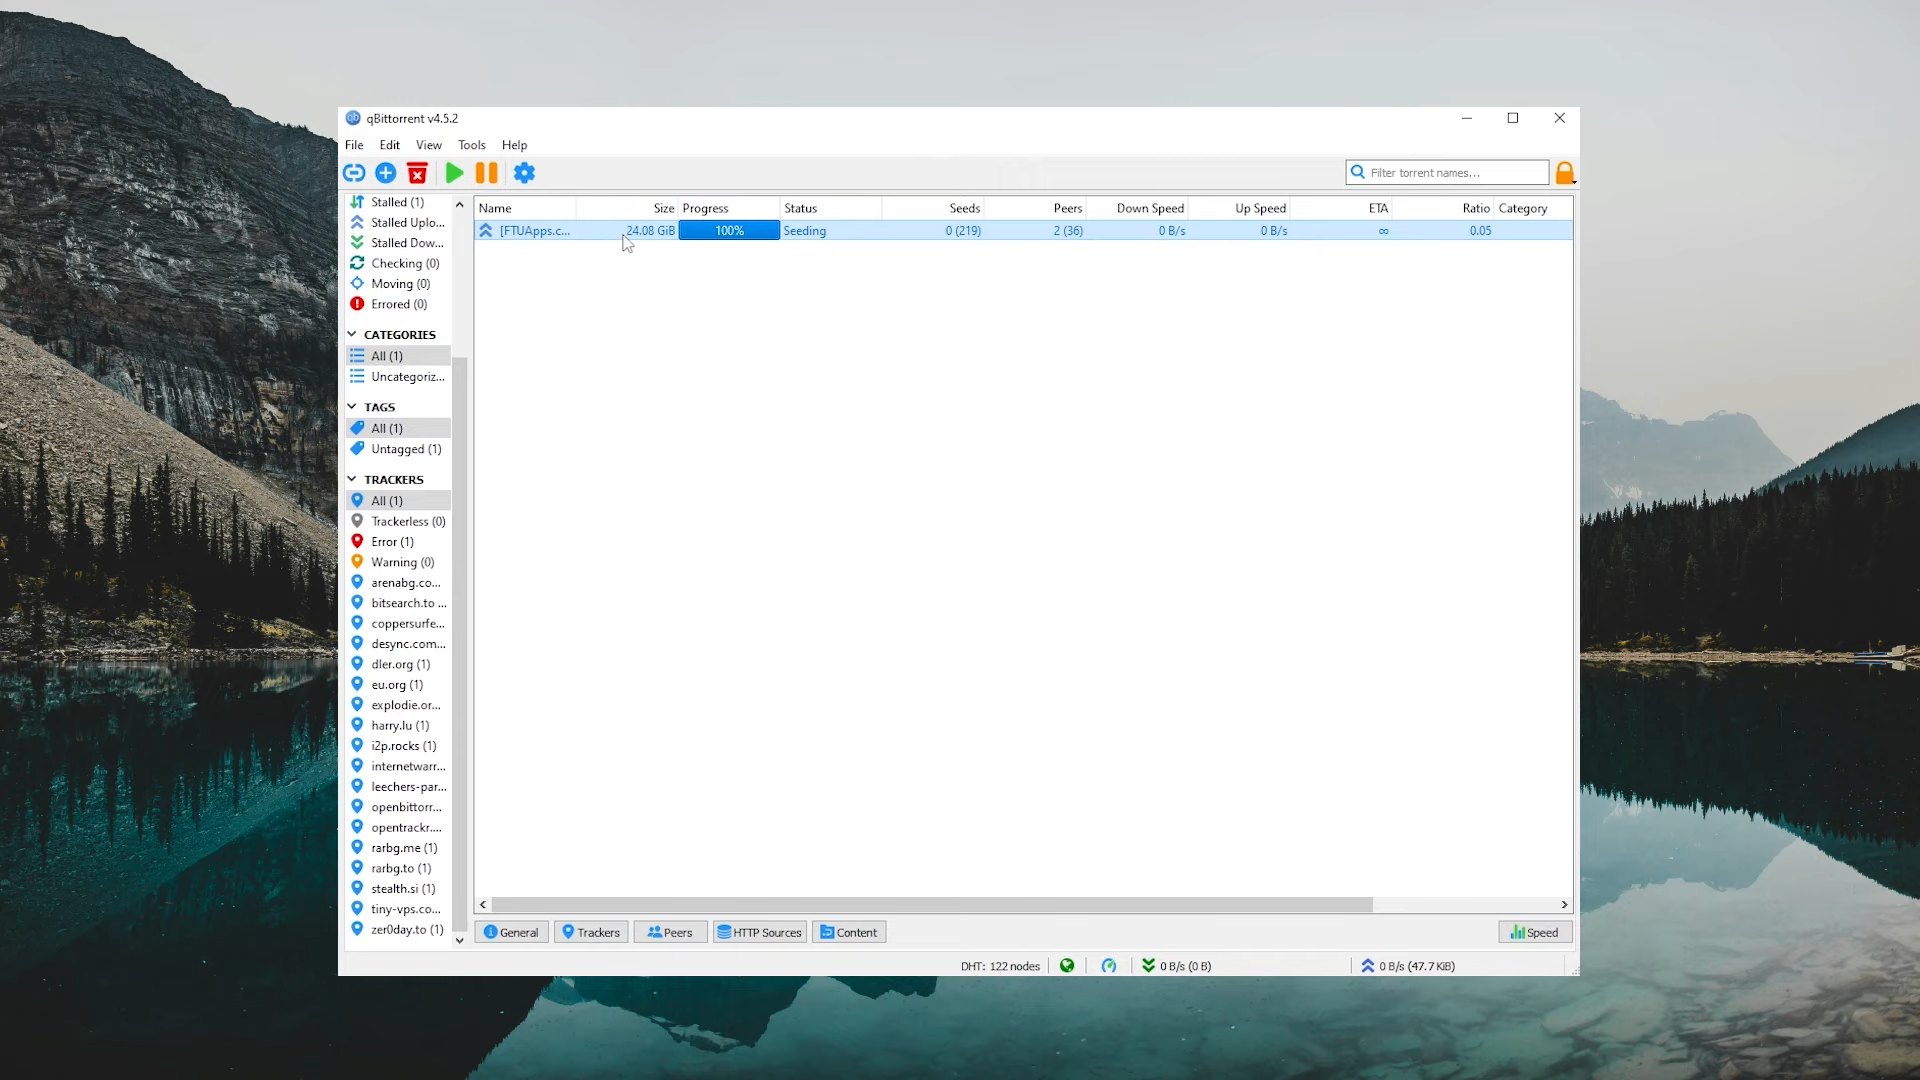 qBittorrent v4.5.2
File Edit View Tools Help
Filter torrent names...
Stalled (1)
Stalled Uplo...
Stalled Dow...
Checking (0)
Moving (0)
Errored (0)
CATEGORIES
All (1)
Uncategoriz...
TAGS
All (1)
Untagged (1)
TRACKERS
All (1)
Trackerless (0)
Error (1)
Warning (0)
arenabg.co...
bitsearch.to ...
coppersurfe...
desync.com...
dler.org (1)
eu.org (1)
explodie.or...
harry.lu (1)
i2p.rocks (1)
internetwarr...
leechers-par...
openbittorr...
opentrackr....
rarbg.me (1)
rarbg.to (1)
stealth.si (1)
tiny-vps.co...
zer0day.to (1)
Name Size Progress Status Seeds Peers Down Speed Up Speed ETA Ratio Category
[FTUApps.c... 24.08 GiB 100% Seeding 0 (219) 2 (36) 0 B/s 0 B/s ∞ 0.05
General Trackers Peers HTTP Sources Content Speed
DHT: 122 nodes 0 B/s (0 B) 0 B/s (47.7 KiB)